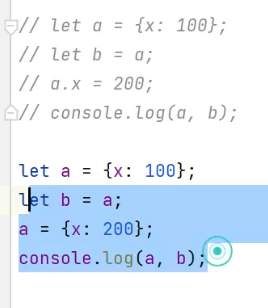 // let a = {x: 100};
// let b = a;
// a.x = 200;
// console.log(a, b);
let a = {x: 100};
let b = a;
a = {x: 200};
console.log(a, b);